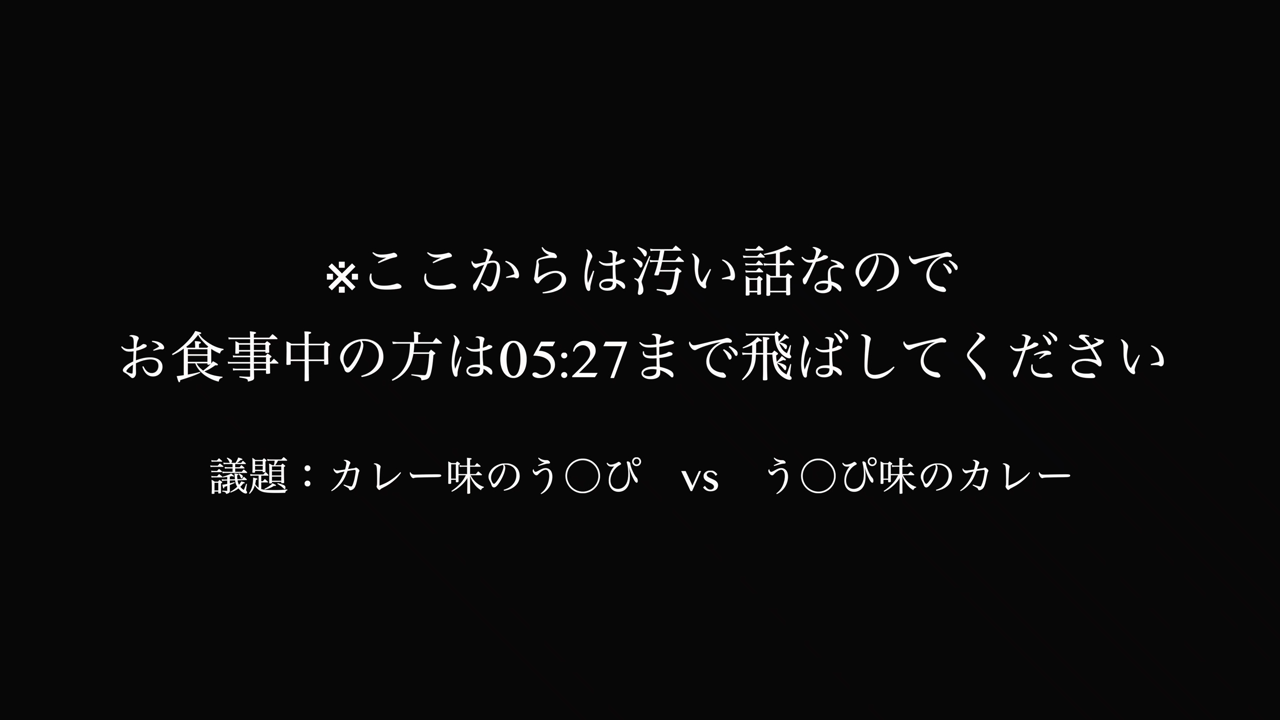 ※ここからは汚い話なので
お食事中の方は05:27まで飛ばしてください
議題：カレー味のう〇ぴ　vs　う〇ぴ味のカレー